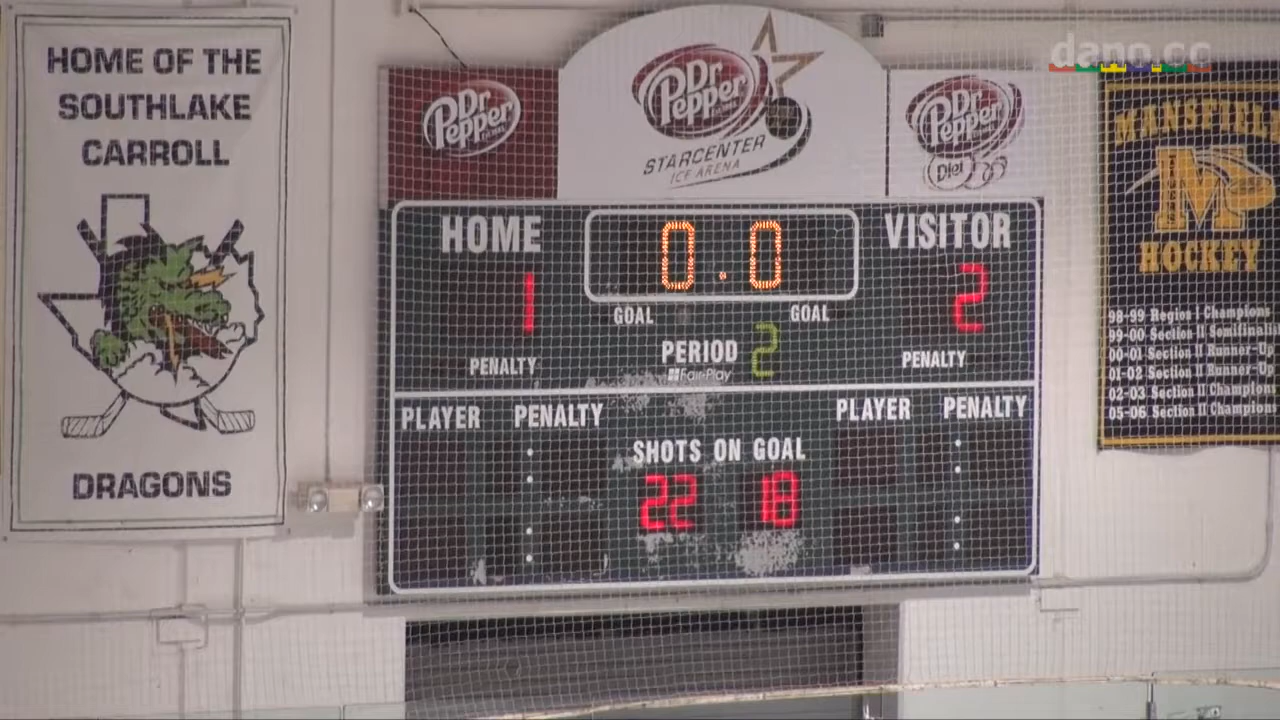 HOME OF THE
SOUTHLAKE
CARROLL
DRAGONS
Dr
Pepper
Dr
Pepper
STARCENTER
ICE ARENA
Dr
Pepper
Diet
dano.cc
HOME
0.0
VISITOR
1
2
GOAL
GOAL
PERIOD 2
Fair-Play
PENALTY
PENALTY
PLAYER PENALTY
PLAYER PENALTY
SHOTS ON GOAL
22 18
MANSFIELD
M
HOCKEY
98-99 Region I Champions
99-00 Section II Semifinali
00-01 Section II Runner-Up
01-02 Section II Runner-Up
02-03 Section II Champions
05-06 Section II Champions